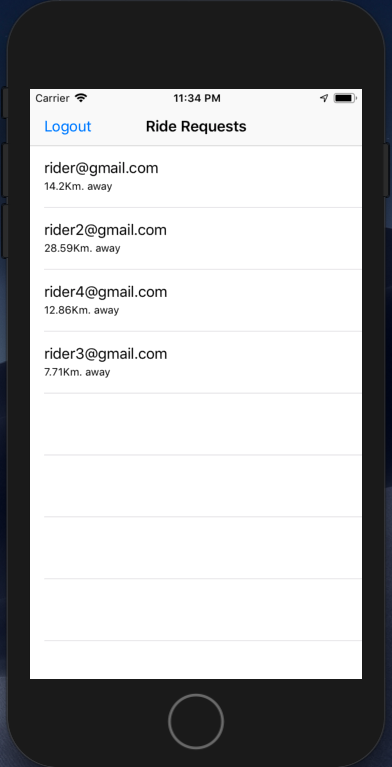 Carrier 11:34 PM
Logout Ride Requests
rider@gmail.com
14.2Km. away
rider2@gmail.com
28.59Km. away
rider4@gmail.com
12.86Km. away
rider3@gmail.com
7.71Km. away